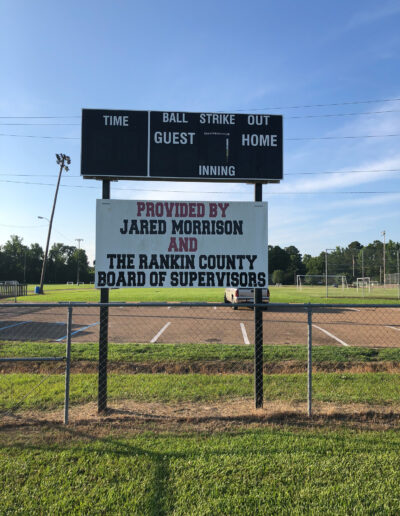 TIME
BALL STRIKE OUT
GUEST HOME
INNING
PROVIDED BY
JARED MORRISON
AND
THE RANKIN COUNTY
BOARD OF SUPERVISORS